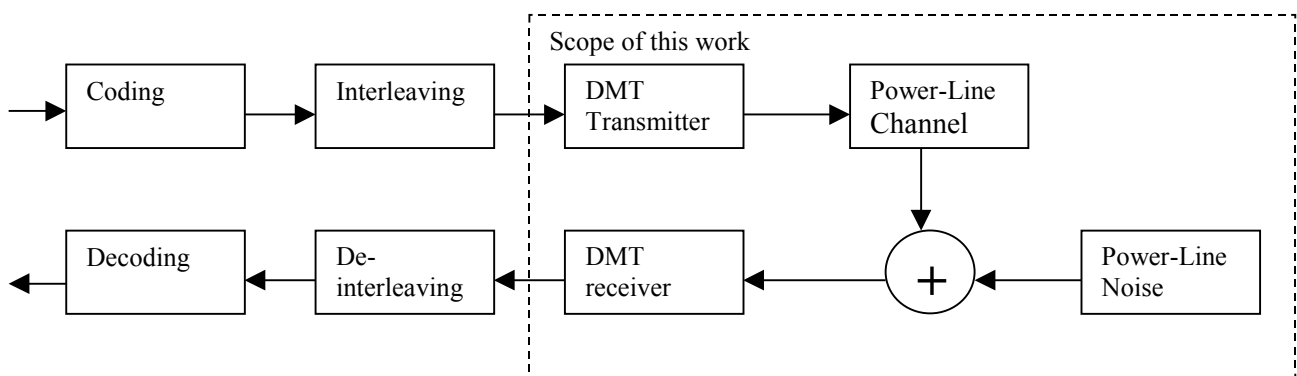 Scope of this work
Coding
Interleaving
DMT
Transmitter
Power-Line
Channel
Decoding
De-
interleaving
DMT
receiver
+
Power-Line
Noise